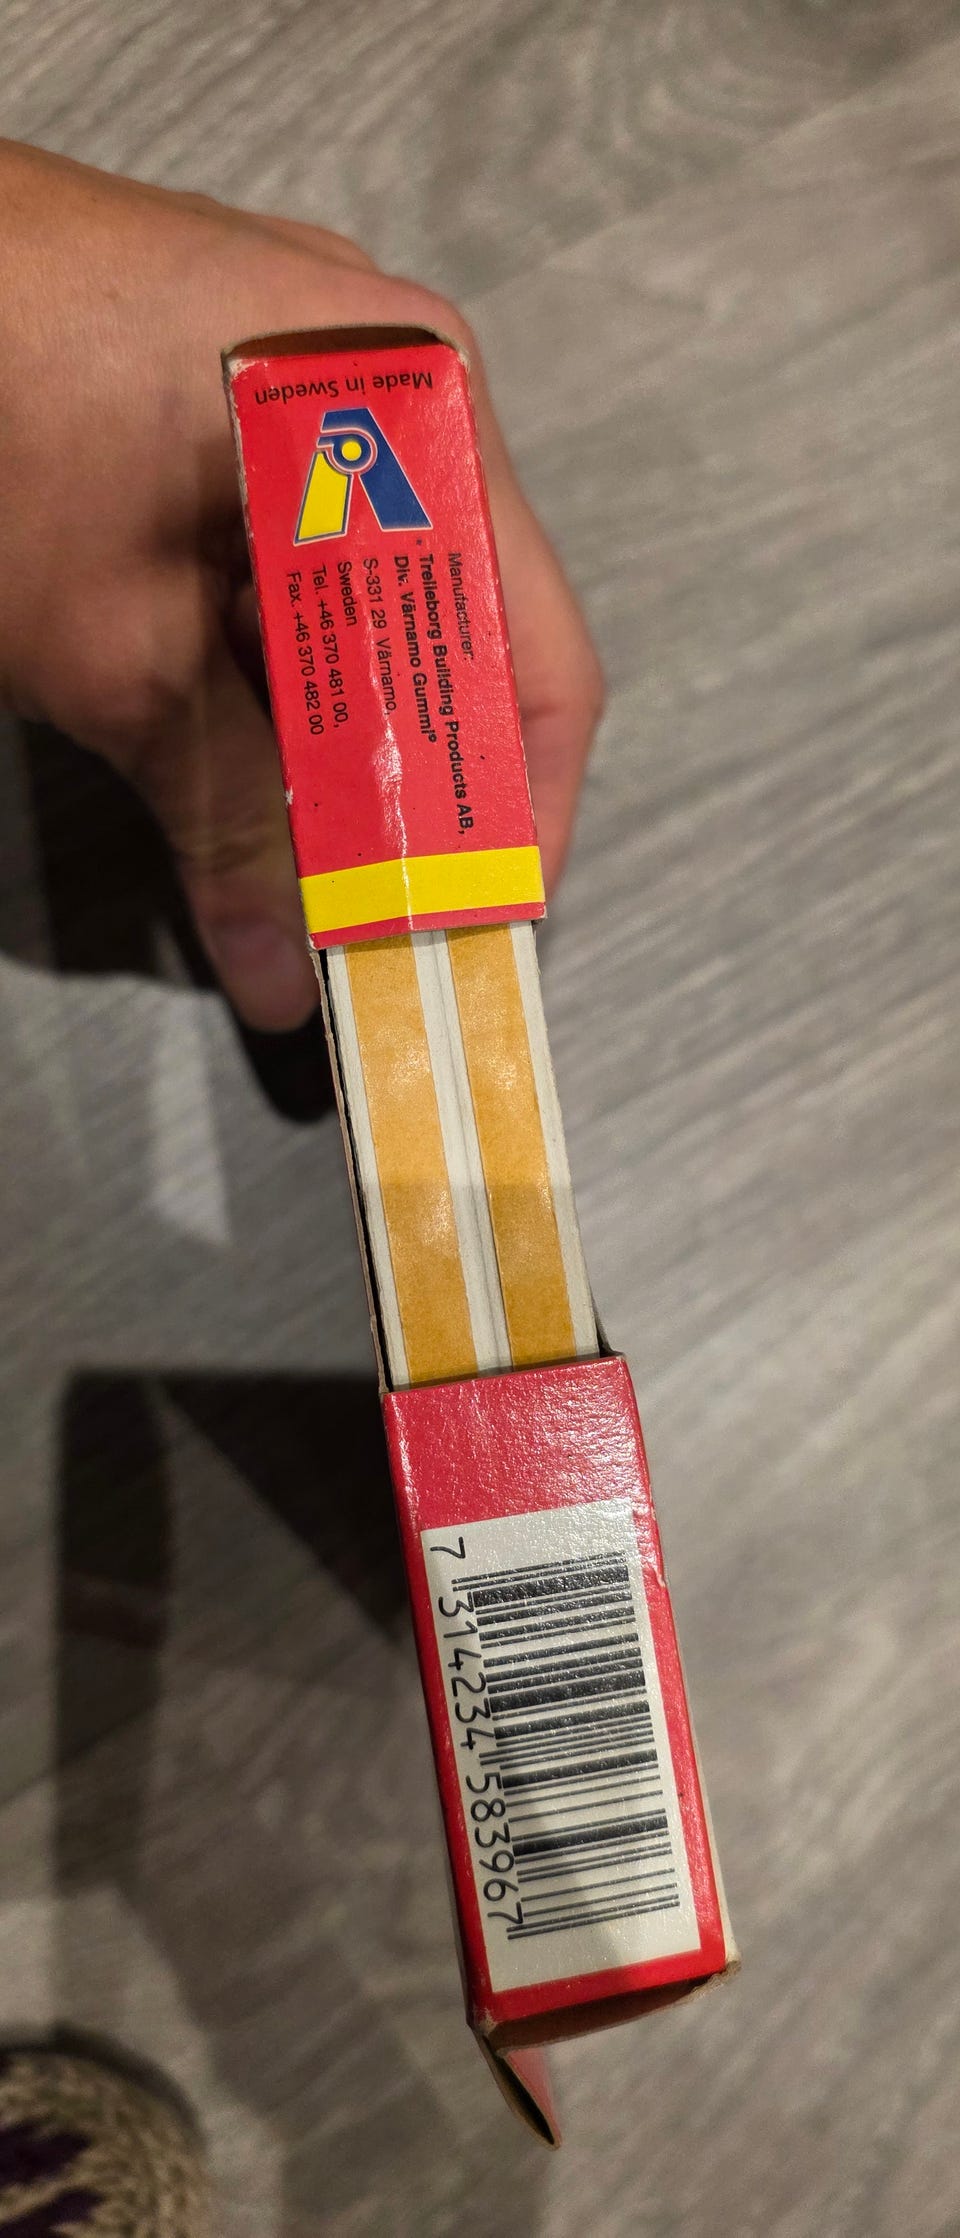 Made in Sweden
Manufacturer:
Trelleborg Building Products AB,
Div. Värnamo Gummi®
S-331 29 Värnamo,
Sweden
Tel. +46 370 481 00,
Fax. +46 370 482 00
7 314234 583967